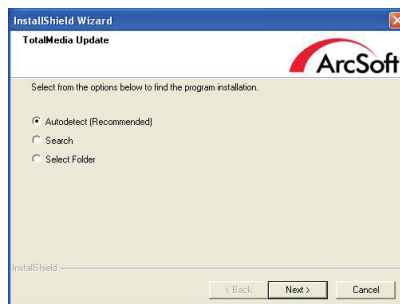 InstallShield Wizard
TotalMedia Update
ArcSoft
Select from the options below to find the program installation.
Autodetect (Recommended)
Search
Select Folder
InstallShield
< Back
Next >
Cancel